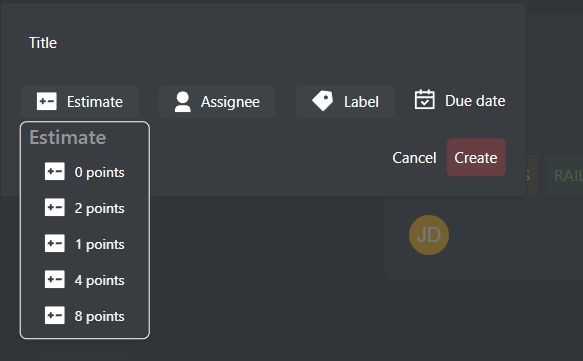 Title
Estimate
Assignee
Label
Due date
Estimate
0 points
2 points
1 points
4 points
8 points
Cancel
Create
S
RAIL
JD